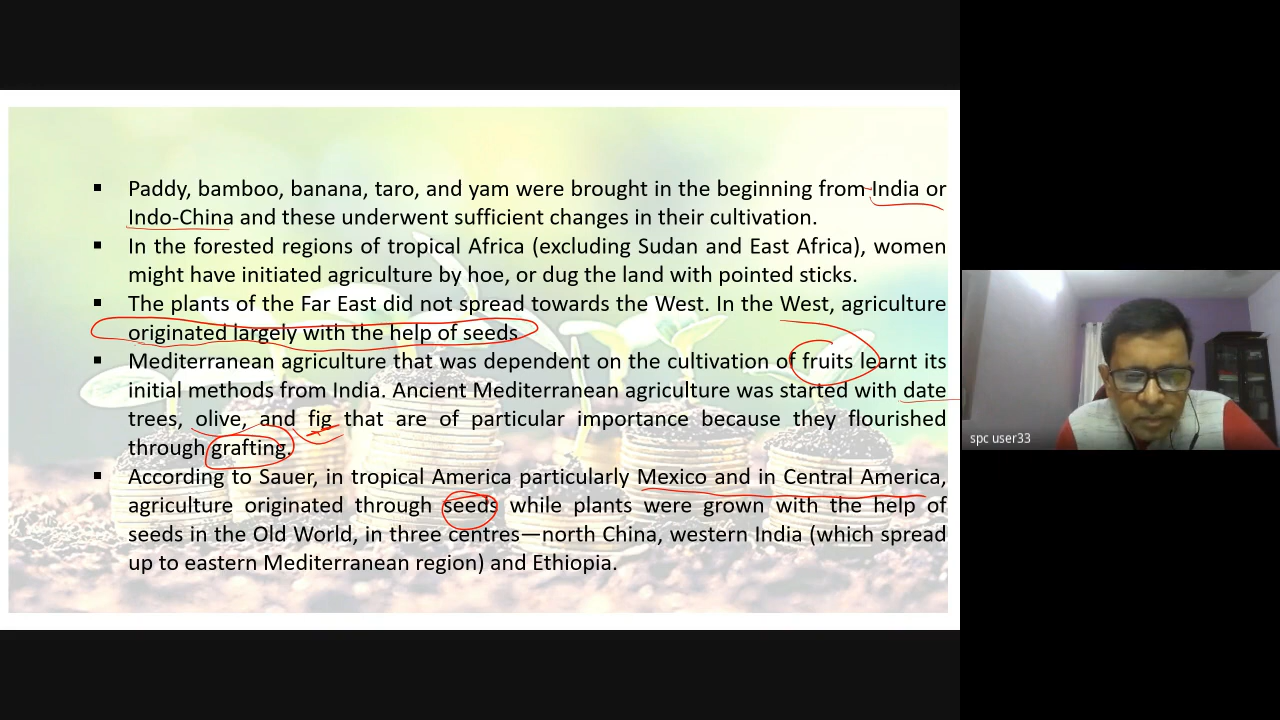 ▪ Paddy, bamboo, banana, taro, and yam were brought in the beginning from India or
Indo-China and these underwent sufficient changes in their cultivation.
▪ In the forested regions of tropical Africa (excluding Sudan and East Africa), women
might have initiated agriculture by hoe, or dug the land with pointed sticks.
▪ The plants of the Far East did not spread towards the West. In the West, agriculture
originated largely with the help of seeds
▪ Mediterranean agriculture that was dependent on the cultivation of fruits learnt its
initial methods from India. Ancient Mediterranean agriculture was started with date
trees, olive, and fig that are of particular importance because they flourished
through grafting.
▪ According to Sauer, in tropical America particularly Mexico and in Central America,
agriculture originated through seeds while plants were grown with the help of
seeds in the Old World, in three centres—north China, western India (which spread
up to eastern Mediterranean region) and Ethiopia.
spc user33